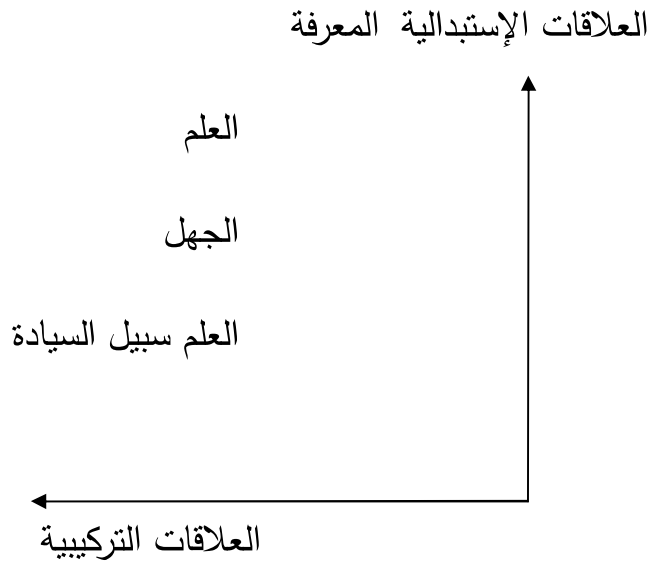 العلاقات الإستبدالية المعرفة
العلم
الجهل
العلم سبيل السيادة
العلاقات التركيبية